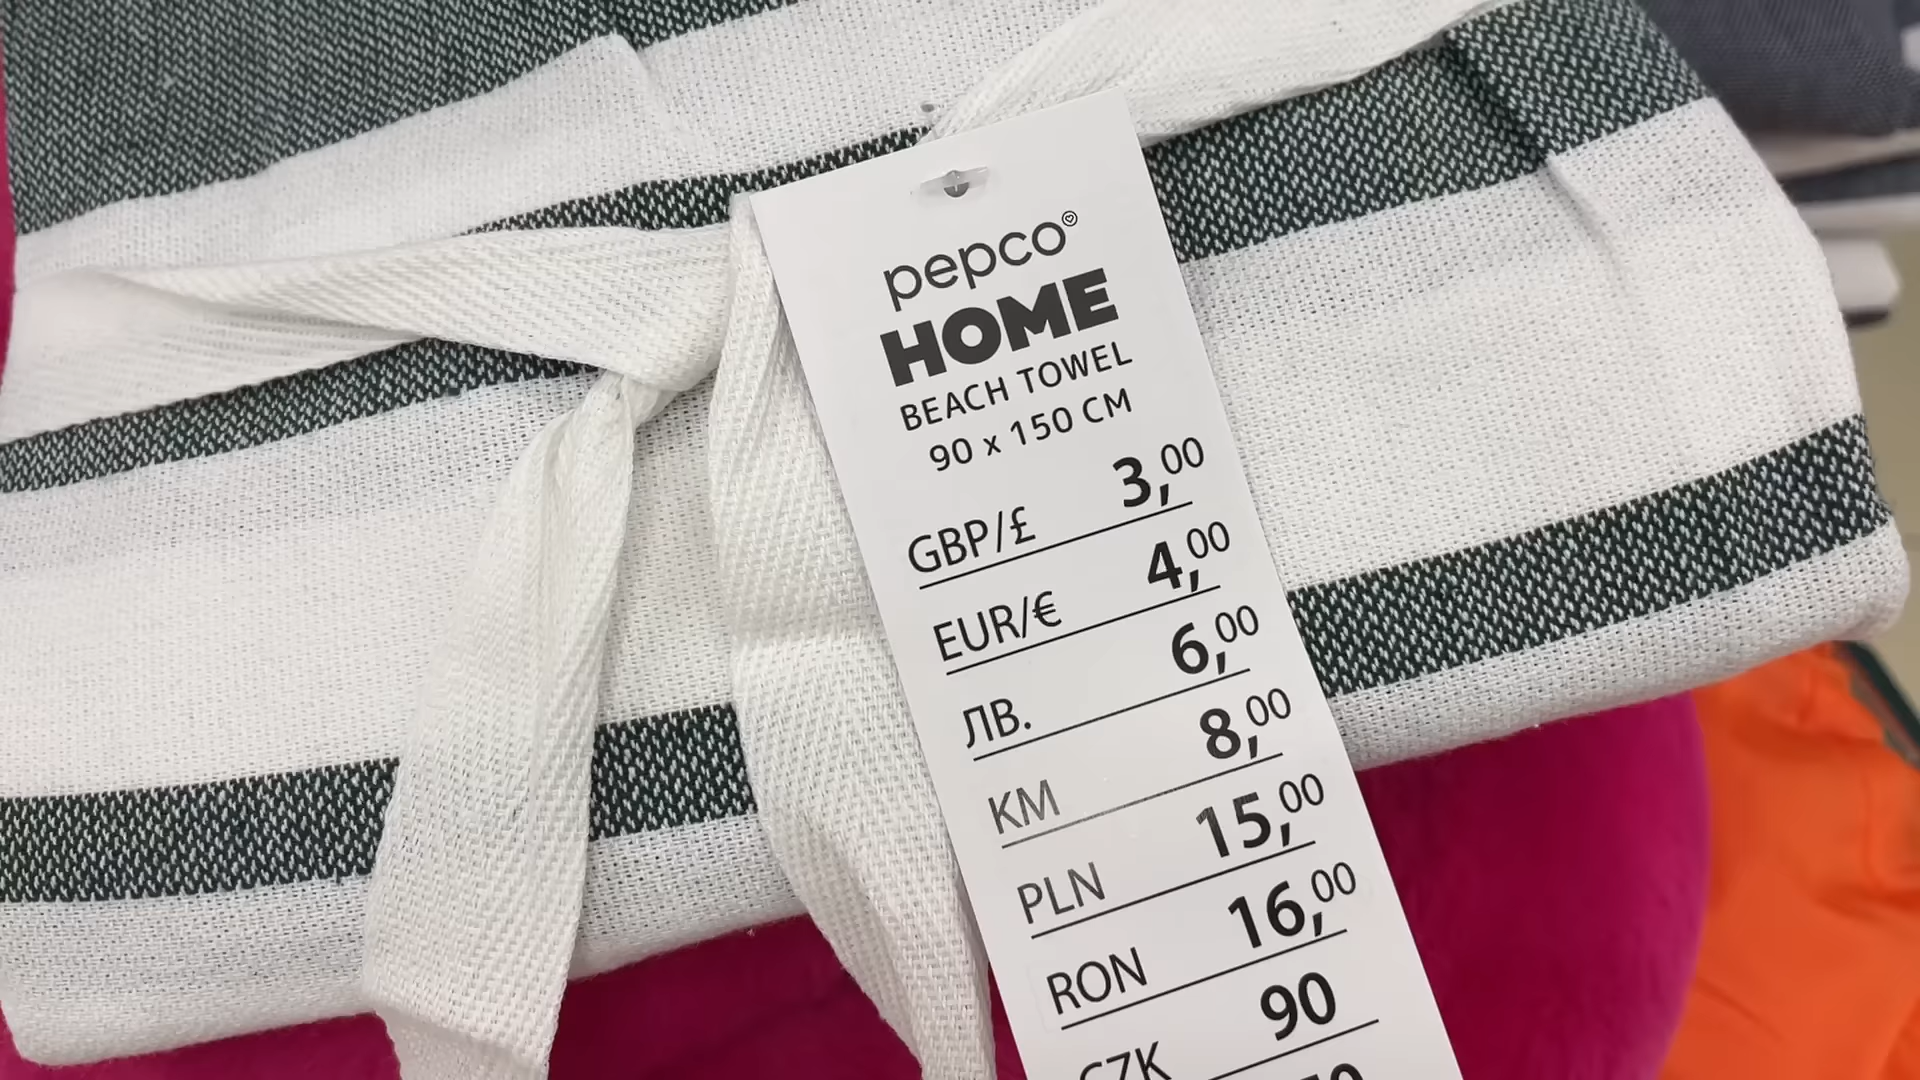 pepco
HOME
BEACH TOWEL
90 x 150 CM
GBP/£ 3,00
EUR/€ 4,00
ЛВ. 6,00
KM 8,00
PLN 15,00
RON 16,00
CZK 90